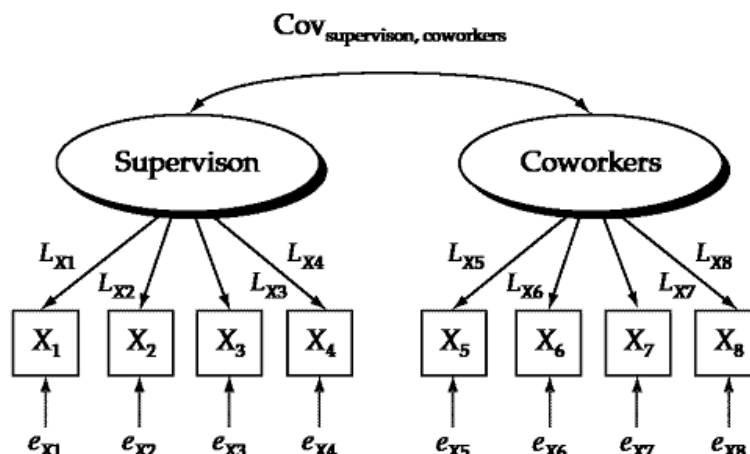 Cov supervison, coworkers
Supervison Coworkers
L X1 L X2 L X3 L X4 L X5 L X6 L X7 L X8
X1 X2 X3 X4 X5 X6 X7 X8
e X1 e X2 e X3 e X4 e X5 e X6 e X7 e X8